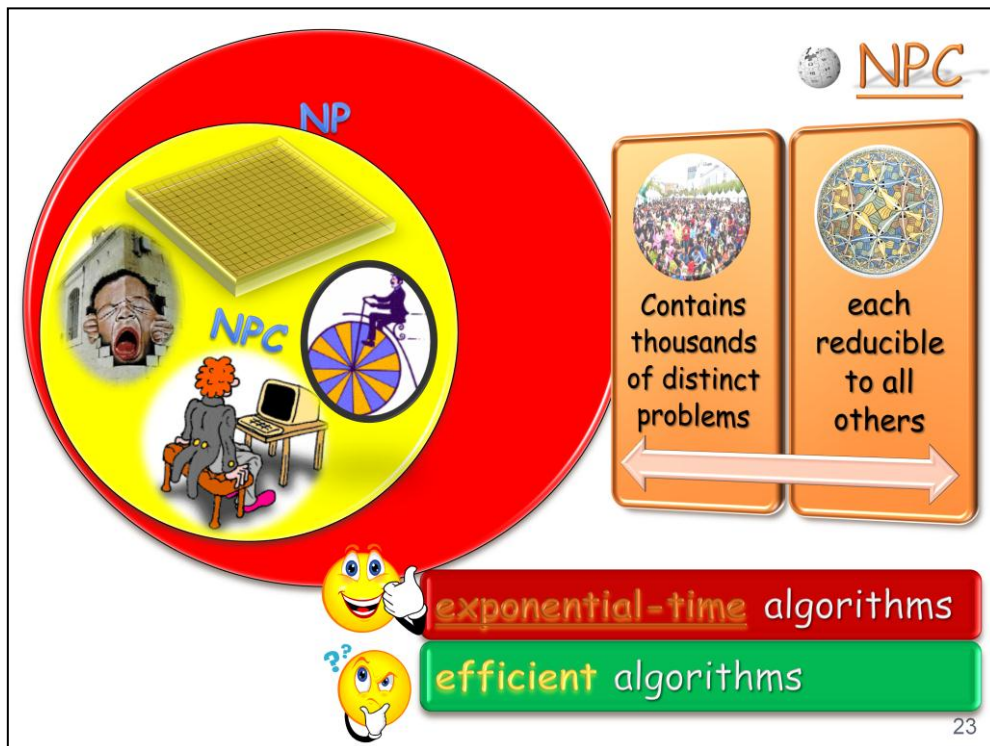 NPC
NP
NPC
Contains
thousands
of distinct
problems
each
reducible
to all
others
exponential-time algorithms
??
efficient algorithms
23